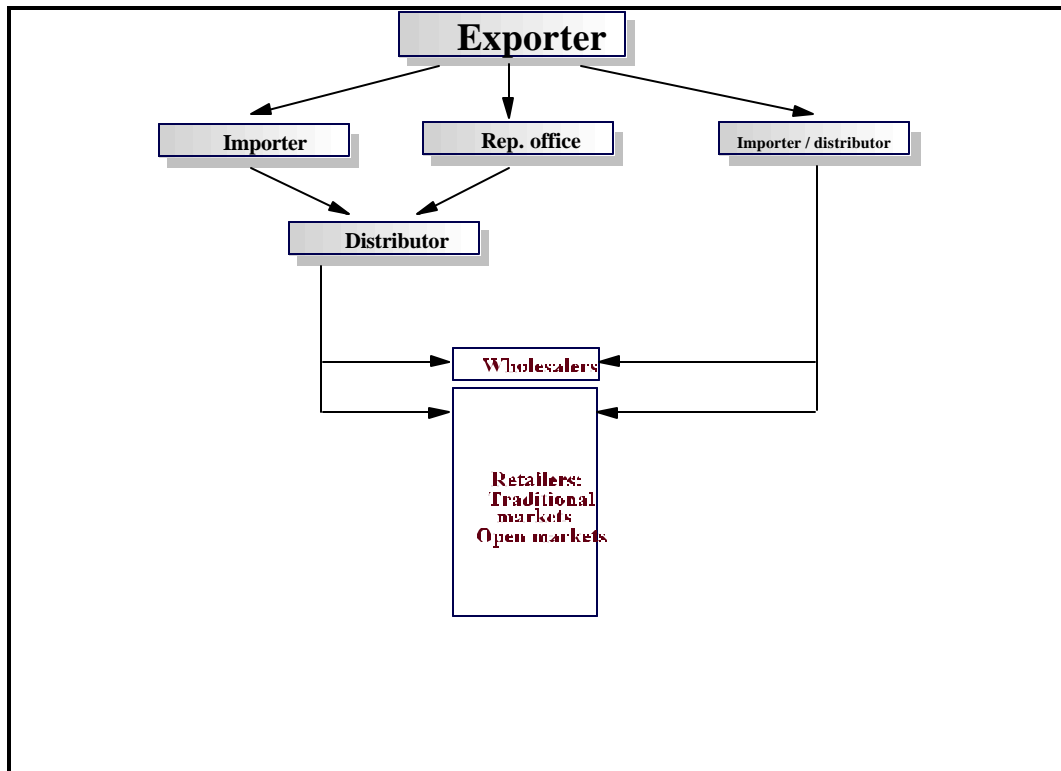 Exporter
Importer
Rep. office
Importer / distributor
Distributor
Wholesalers
Retailers:
Traditional
markets
Open markets